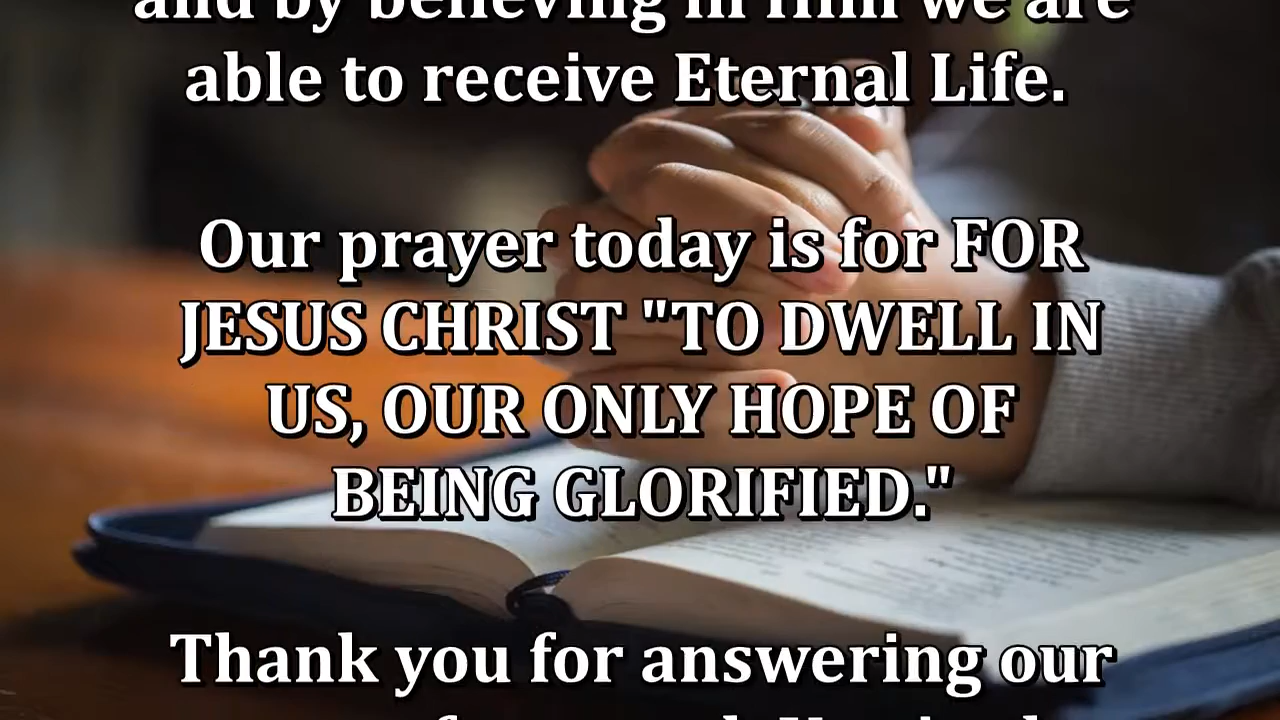 and by believing in Him we are
able to receive Eternal Life.
Our prayer today is for FOR
JESUS CHRIST "TO DWELL IN
US, OUR ONLY HOPE OF
BEING GLORIFIED."
Thank you for answering our